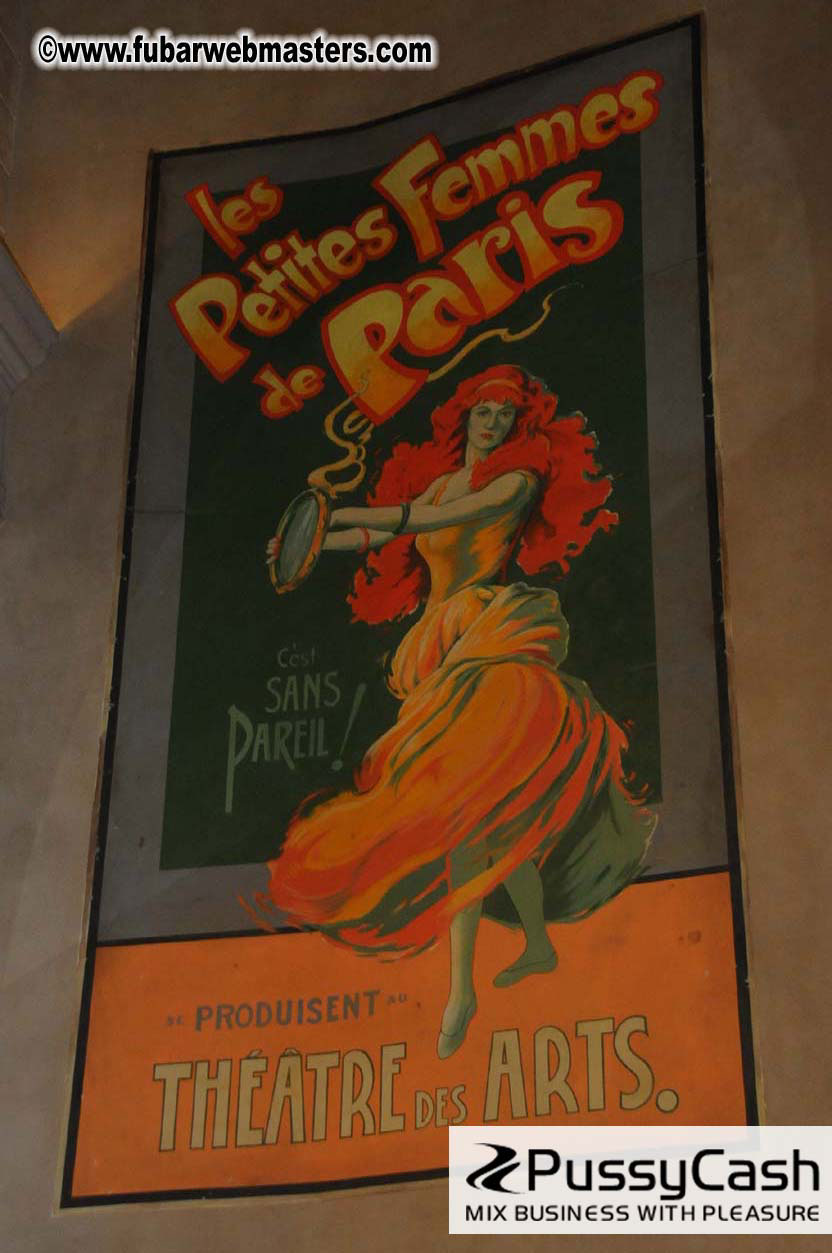 ©www.fubarwebmasters.com
les
Petites Femmes
de Paris
C'est
SANS
PAREIL!
SE PRODUISENT AU
THÉÂTRE DES ARTS.
PussyCash
MIX BUSINESS WITH PLEASURE